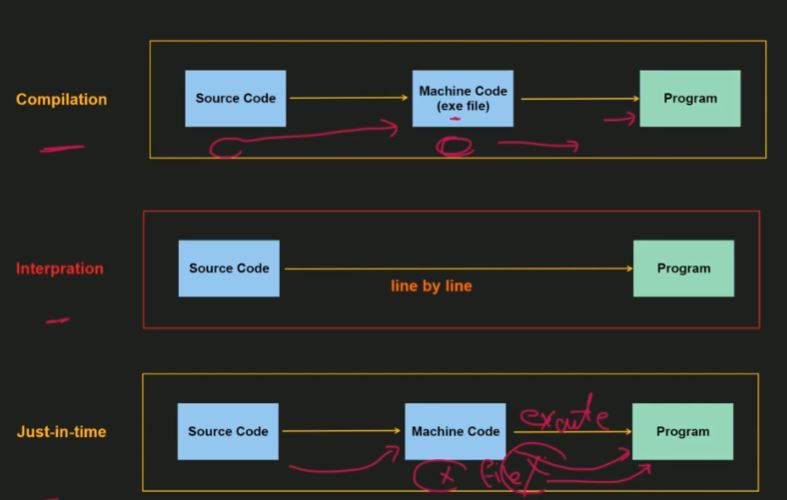 Compilation
Source Code
Machine Code
(exe file)
Program
Interpration
Source Code
line by line
Program
Just-in-time
Source Code
Machine Code
exute
Program
x file x